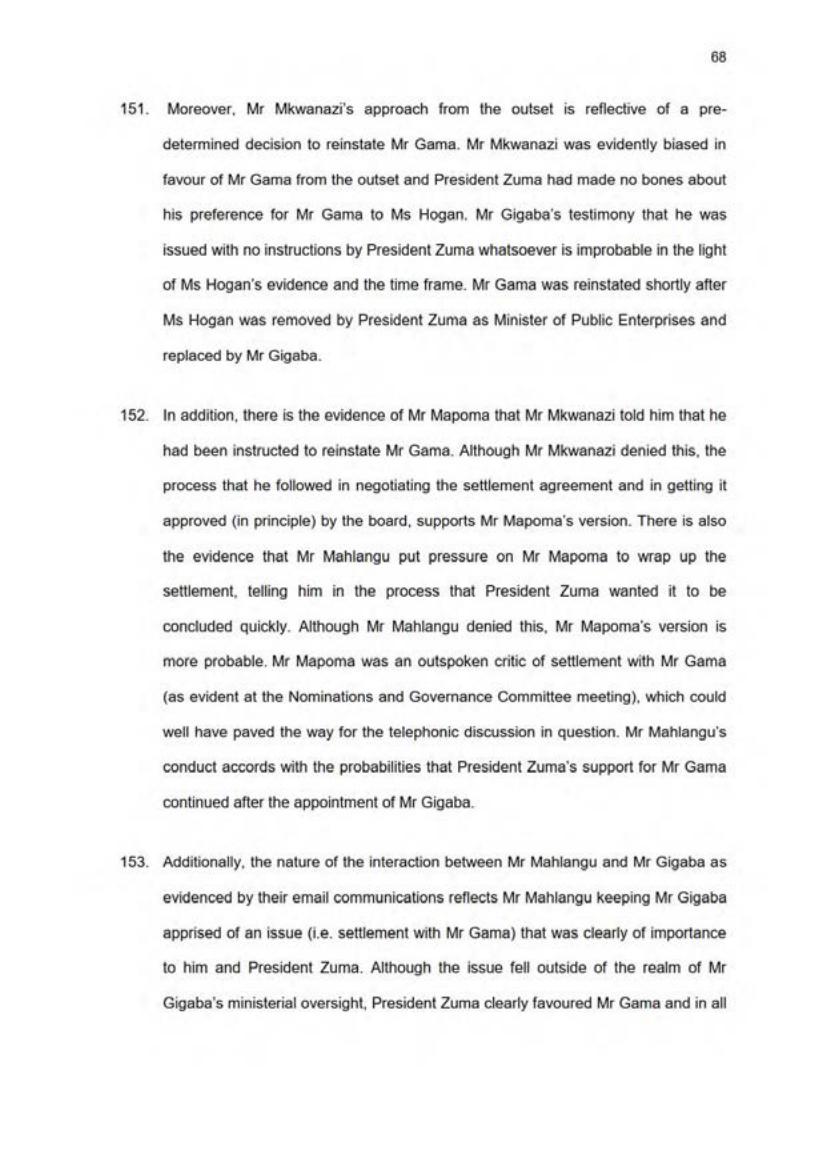 68
151. Moreover, Mr Mkwanazi's approach from the outset is reflective of a pre-
determined decision to reinstate Mr Gama. Mr Mkwanazi was evidently biased in
favour of Mr Gama from the outset and President Zuma had made no bones about
his preference for Mr Gama to Ms Hogan. Mr Gigaba's testimony that he was
issued with no instructions by President Zuma whatsoever is improbable in the light
of Ms Hogan's evidence and the time frame. Mr Gama was reinstated shortly after
Ms Hogan was removed by President Zuma as Minister of Public Enterprises and
replaced by Mr Gigaba.
152. In addition, there is the evidence of Mr Mapoma that Mr Mkwanazi told him that he
had been instructed to reinstate Mr Gama. Although Mr Mkwanazi denied this, the
process that he followed in negotiating the settlement agreement and in getting it
approved (in principle) by the board, supports Mr Mapoma's version. There is also
the evidence that Mr Mahlangu put pressure on Mr Mapoma to wrap up the
settlement, telling him in the process that President Zuma wanted it to be
concluded quickly. Although Mr Mahlangu denied this, Mr Mapoma's version is
more probable. Mr Mapoma was an outspoken critic of settlement with Mr Gama
(as evident at the Nominations and Governance Committee meeting), which could
well have paved the way for the telephonic discussion in question. Mr Mahlangu's
conduct accords with the probabilities that President Zuma's support for Mr Gama
continued after the appointment of Mr Gigaba.
153. Additionally, the nature of the interaction between Mr Mahlangu and Mr Gigaba as
evidenced by their email communications reflects Mr Mahlangu keeping Mr Gigaba
apprised of an issue (i.e. settlement with Mr Gama) that was clearly of importance
to him and President Zuma. Although the issue fell outside of the realm of Mr
Gigaba's ministerial oversight, President Zuma clearly favoured Mr Gama and in all